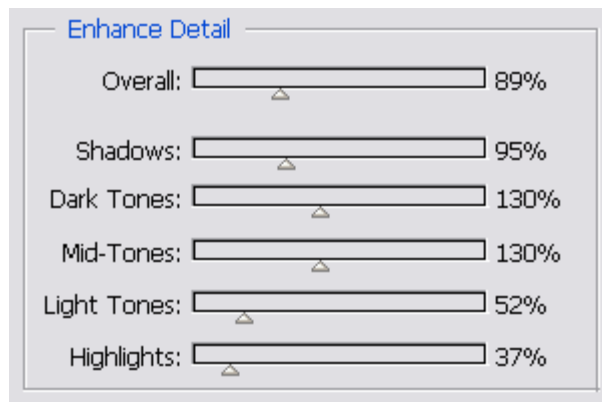 Enhance Detail
Overall: 89%
Shadows: 95%
Dark Tones: 130%
Mid-Tones: 130%
Light Tones: 52%
Highlights: 37%